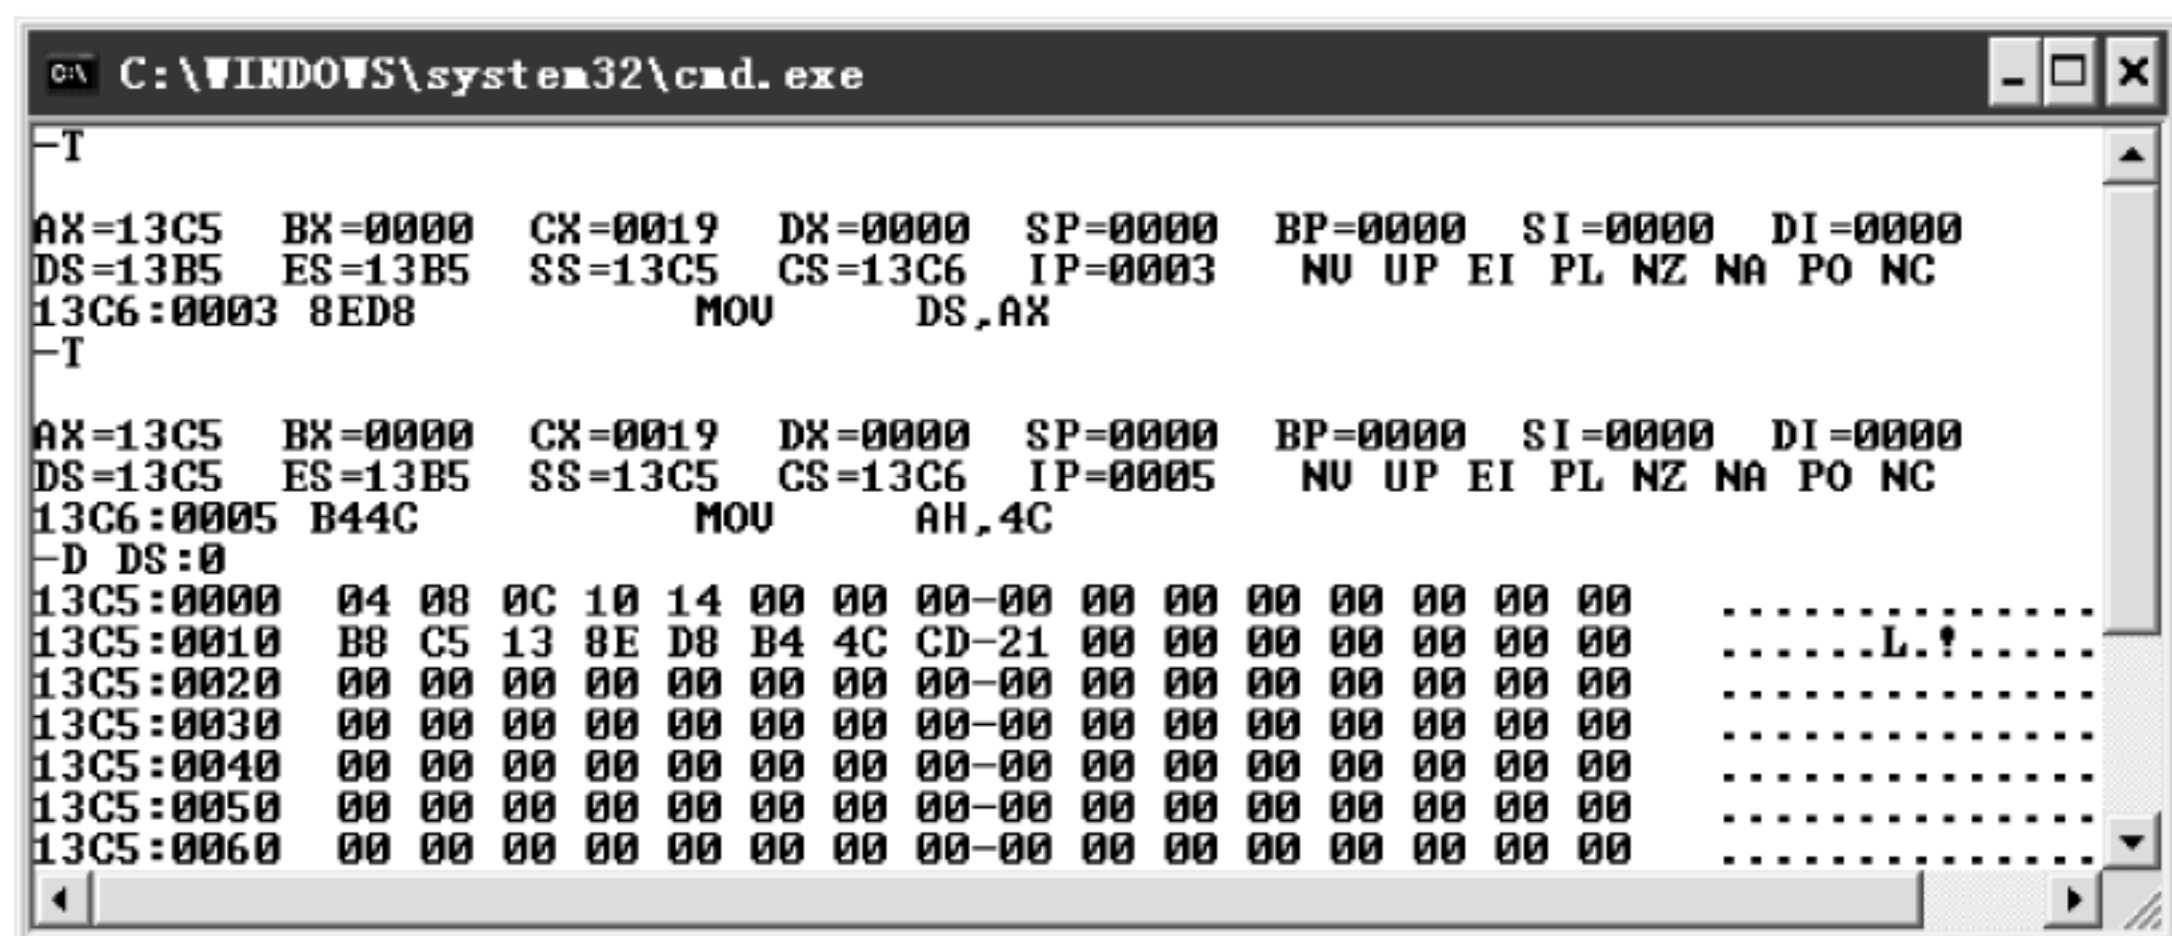 C:\WINDOWS\system32\cmd.exe
-T
AX=13C5 BX=0000 CX=0019 DX=0000 SP=0000 BP=0000 SI=0000 DI=0000
DS=13B5 ES=13B5 SS=13C5 CS=13C6 IP=0003 NV UP EI PL NZ NA PO NC
13C6:0003 8ED8 MOV DS,AX
-T
AX=13C5 BX=0000 CX=0019 DX=0000 SP=0000 BP=0000 SI=0000 DI=0000
DS=13C5 ES=13B5 SS=13C5 CS=13C6 IP=0005 NV UP EI PL NZ NA PO NC
13C6:0005 B44C MOV AH,4C
-D DS:0
13C5:0000 04 08 0C 10 14 00 00 00-00 00 00 00 00 00 00 00 ..............
13C5:0010 B8 C5 13 8E D8 B4 4C CD-21 00 00 00 00 00 00 00 ......L.!.....
13C5:0020 00 00 00 00 00 00 00 00-00 00 00 00 00 00 00 00 ..............
13C5:0030 00 00 00 00 00 00 00 00-00 00 00 00 00 00 00 00 ..............
13C5:0040 00 00 00 00 00 00 00 00-00 00 00 00 00 00 00 00 ..............
13C5:0050 00 00 00 00 00 00 00 00-00 00 00 00 00 00 00 00 ..............
13C5:0060 00 00 00 00 00 00 00 00-00 00 00 00 00 00 00 00 ..............